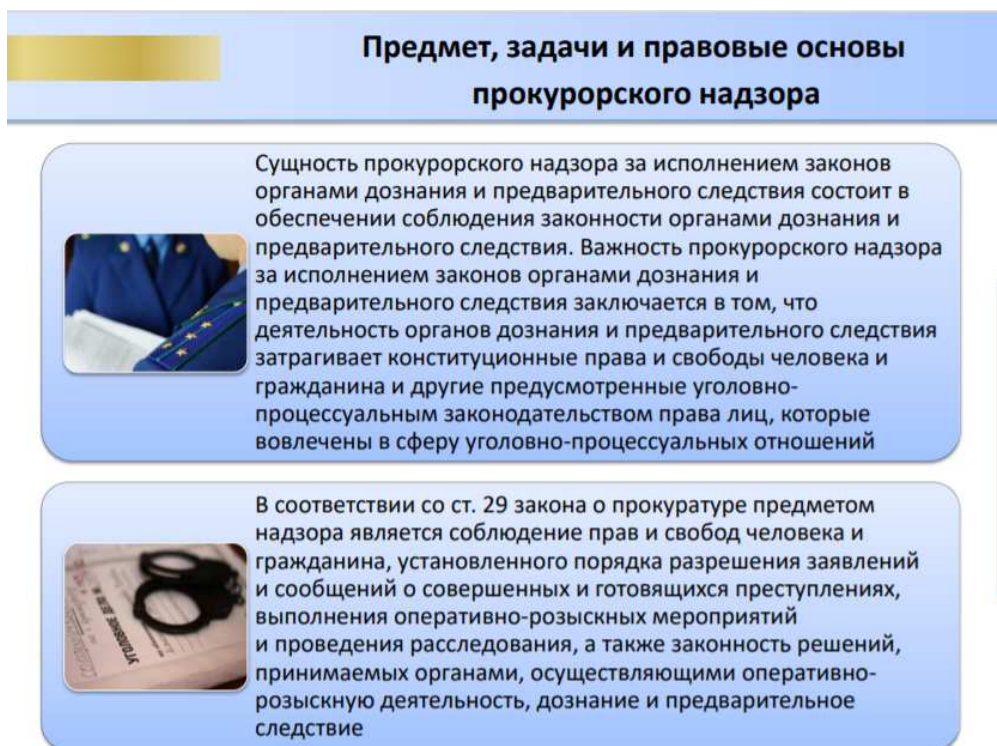 Предмет, задачи и правовые основы
прокурорского надзора
Сущность прокурорского надзора за исполнением законов
органами дознания и предварительного следствия состоит в
обеспечении соблюдения законности органами дознания и
предварительного следствия. Важность прокурорского надзора
за исполнением законов органами дознания и
предварительного следствия заключается в том, что
деятельность органов дознания и предварительного следствия
затрагивает конституционные права и свободы человека и
гражданина и другие предусмотренные уголовно-
процессуальным законодательством права лиц, которые
вовлечены в сферу уголовно-процессуальных отношений
В соответствии со ст. 29 закона о прокуратуре предметом
надзора является соблюдение прав и свобод человека и
гражданина, установленного порядка разрешения заявлений
и сообщений о совершенных и готовящихся преступлениях,
выполнения оперативно-розыскных мероприятий
и проведения расследования, а также законность решений,
принимаемых органами, осуществляющими оперативно-
розыскную деятельность, дознание и предварительное
следствие
УГОЛОВНОЕ ДЕЛО №